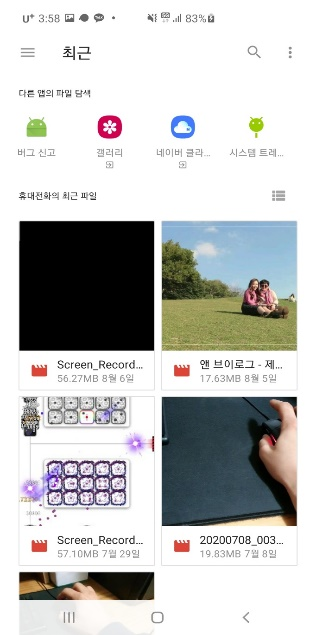 U+ 3:58 83%
최근
다른 앱의 파일 탐색
버그 신고
갤러리
네이버 클라...
시스템 트레...
휴대전화의 최근 파일
Screen_Record...
56.27MB 8월 6일
앤 브이로그 - 제...
17.63MB 8월 5일
Screen_Record...
57.10MB 7월 29일
20200708_003...
19.83MB 7월 8일